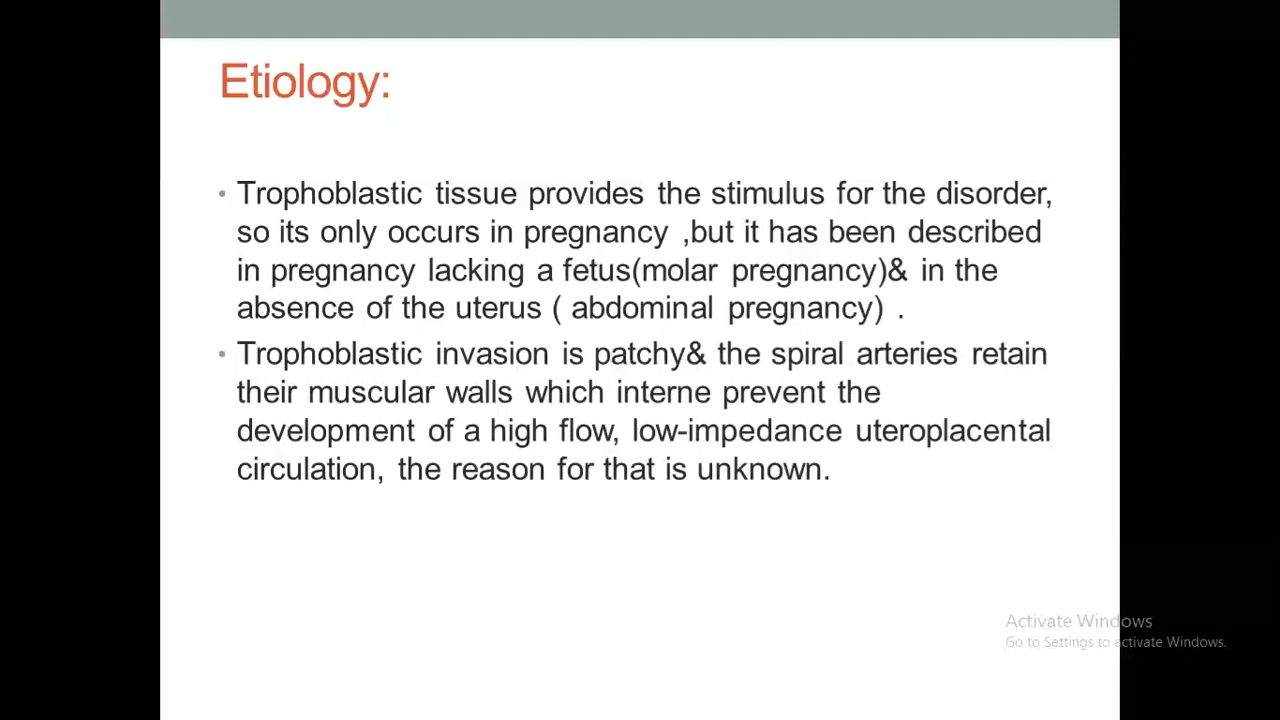 Etiology:
• Trophoblastic tissue provides the stimulus for the disorder,
so its only occurs in pregnancy ,but it has been described
in pregnancy lacking a fetus(molar pregnancy)& in the
absence of the uterus ( abdominal pregnancy) .
• Trophoblastic invasion is patchy& the spiral arteries retain
their muscular walls which interne prevent the
development of a high flow, low-impedance uteroplacental
circulation, the reason for that is unknown.
Activate Windows
Go to Settings to activate Windows.